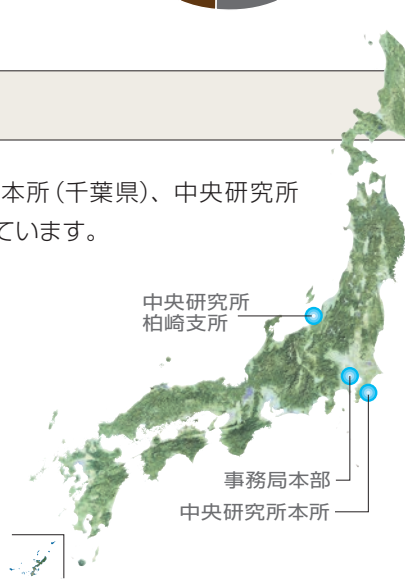 本所(千葉県)、中央研究所
ています。
中央研究所
柏崎支所
事務局本部
中央研究所本所